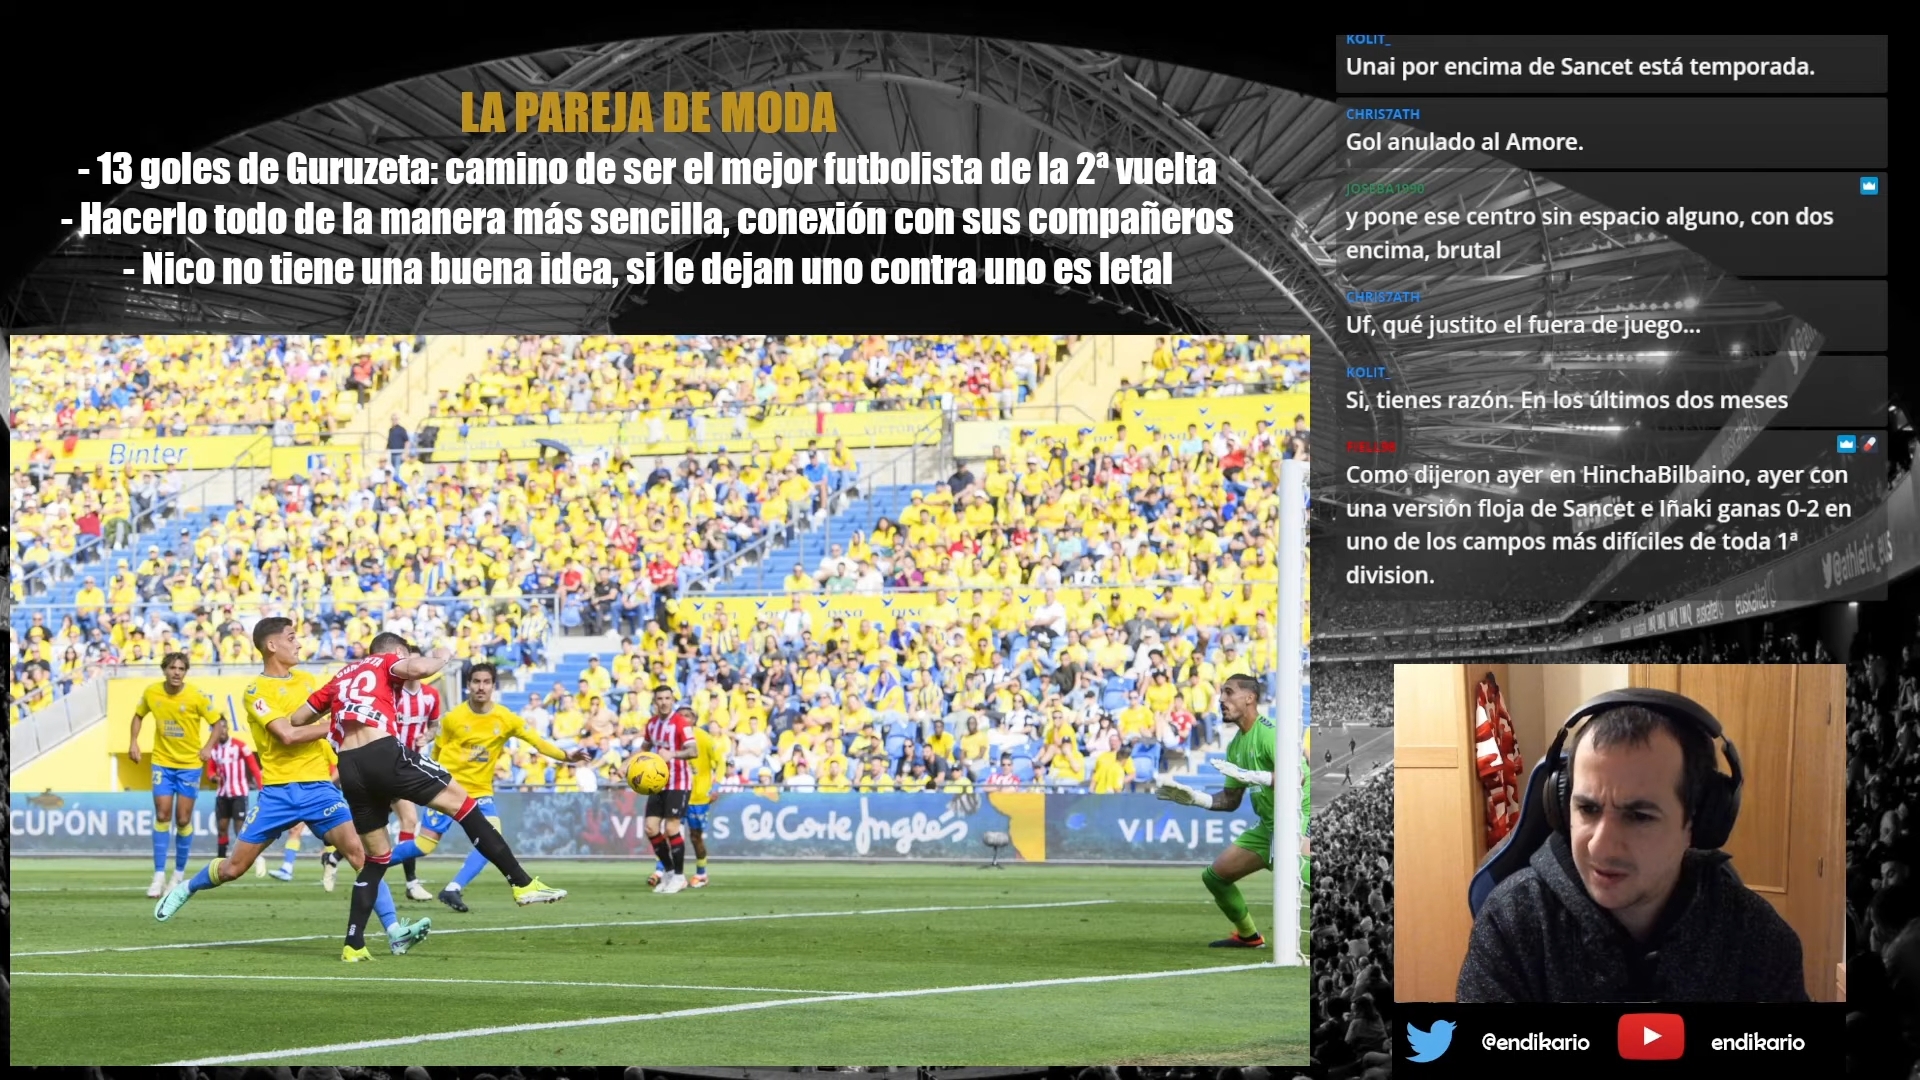 LA PAREJA DE MODA
- 13 goles de Guruzeta: camino de ser el mejor futbolista de la 2ª vuelta
- Hacerlo todo de la manera más sencilla, conexión con sus compañeros
- Nico no tiene una buena idea, si le dejan uno contra uno es letal
KOLIT_
Unai por encima de Sancet está temporada.
CHRIS7ATH
Gol anulado al Amore.
JOSEBA1990
y pone ese centro sin espacio alguno, con dos
encima, brutal
CHRIS7ATH
Uf, qué justito el fuera de juego...
KOLIT_
Si, tienes razón. En los últimos dos meses
Como dijeron ayer en HinchaBilbaino, ayer con
una versión floja de Sancet e Iñaki ganas 0-2 en
uno de los campos más difíciles de toda 1ª
division.
Binter
VICTORIA
12
CUPÓN
El Corte Inglés
VIAJES
@athletic_eus
euskaltel
@endikario
endikario